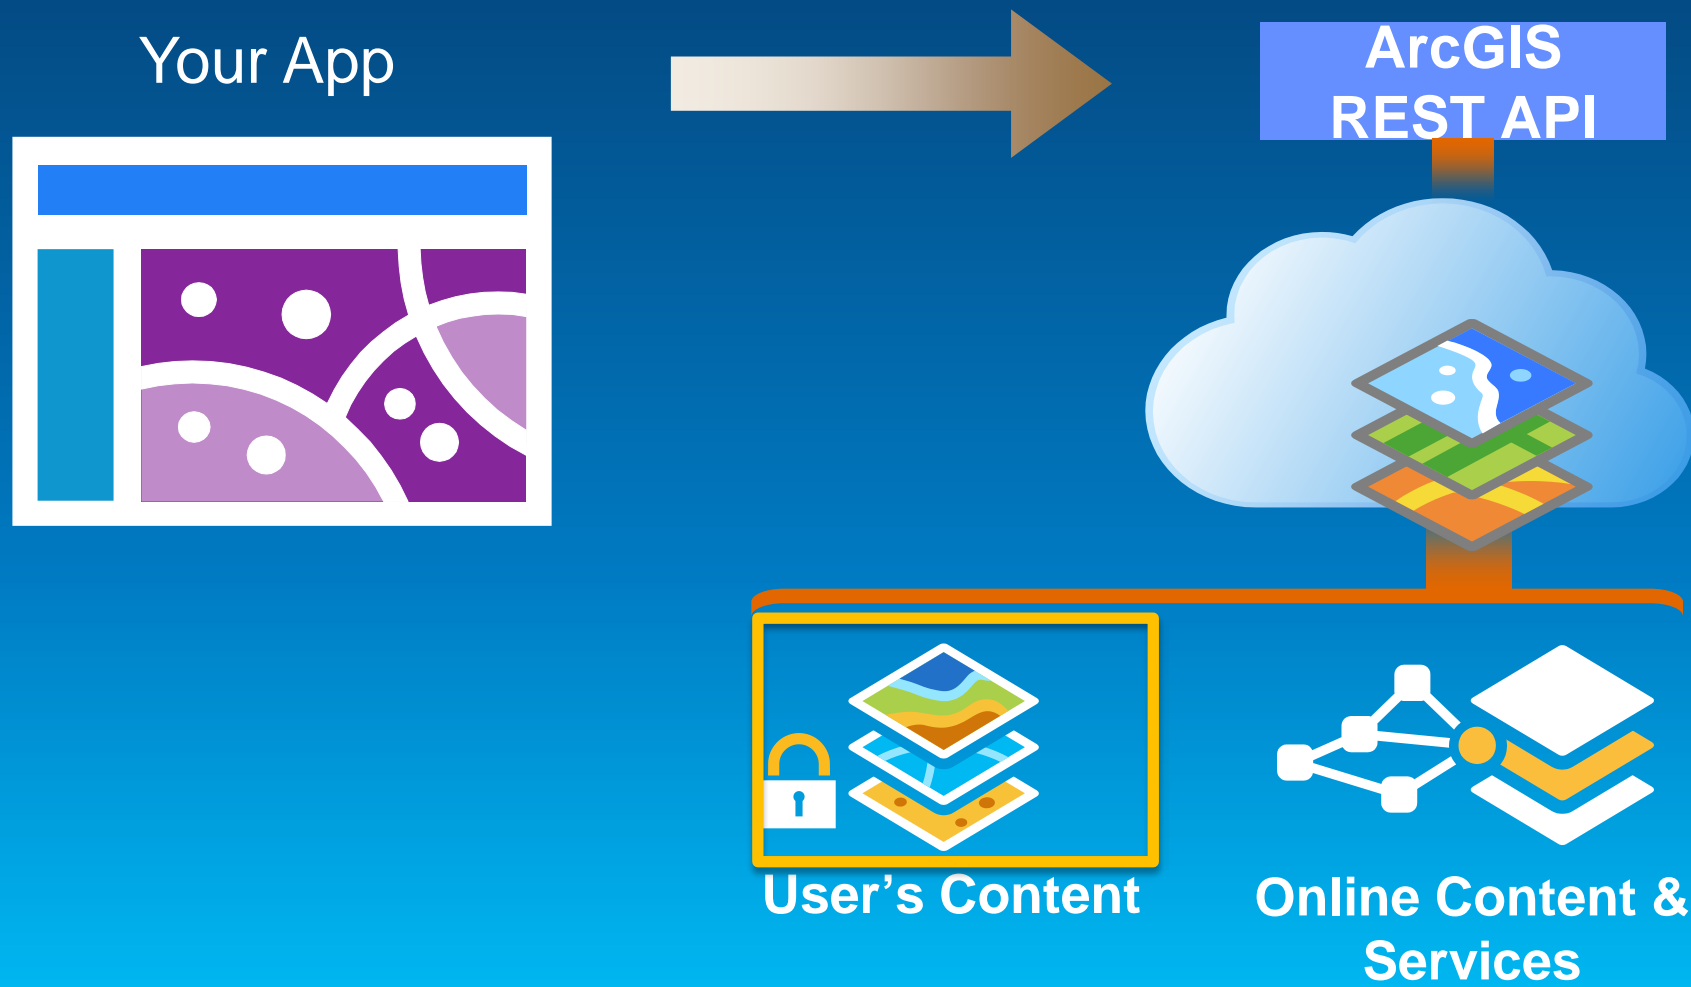 Your App
ArcGIS
REST API
User’s Content
Online Content &
Services